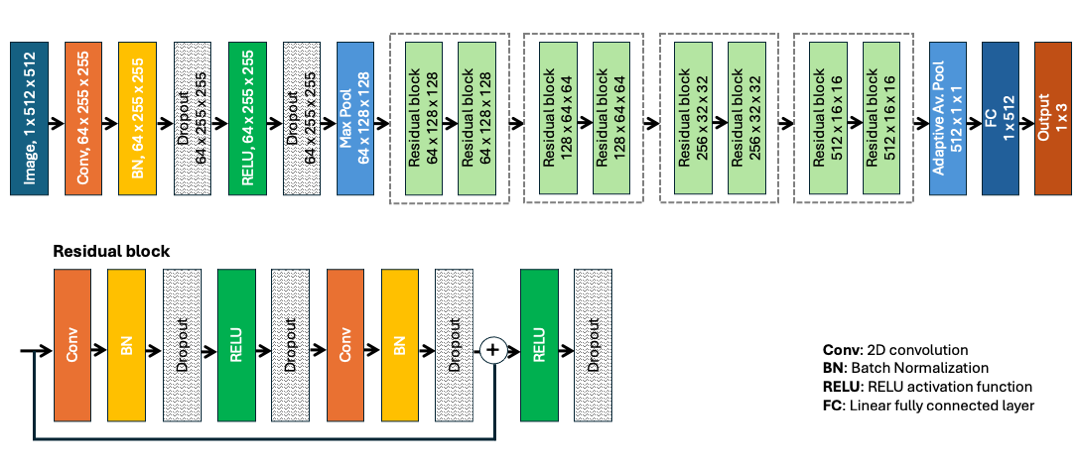 Image, 1 x 512 x 512
Conv, 64 x 255 x 255
BN, 64 x 255 x 255
Dropout
64 x 255 x 255
RELU, 64 x 255 x 255
Dropout
64 x 255 x 255
Max Pool
64 x 128 x 128
Residual block
64 x 128 x 128
Residual block
64 x 128 x 128
Residual block
128 x 64 x 64
Residual block
128 x 64 x 64
Residual block
256 x 32 x 32
Residual block
256 x 32 x 32
Residual block
512 x 16 x 16
Residual block
512 x 16 x 16
Adaptive Av. Pool
512 x 1 x 1
FC
1 x 512
Output
1 x 3
Residual block
Conv
BN
Dropout
RELU
Dropout
Conv
BN
Dropout
+
RELU
Dropout
Conv: 2D convolution
BN: Batch Normalization
RELU: RELU activation function
FC: Linear fully connected layer